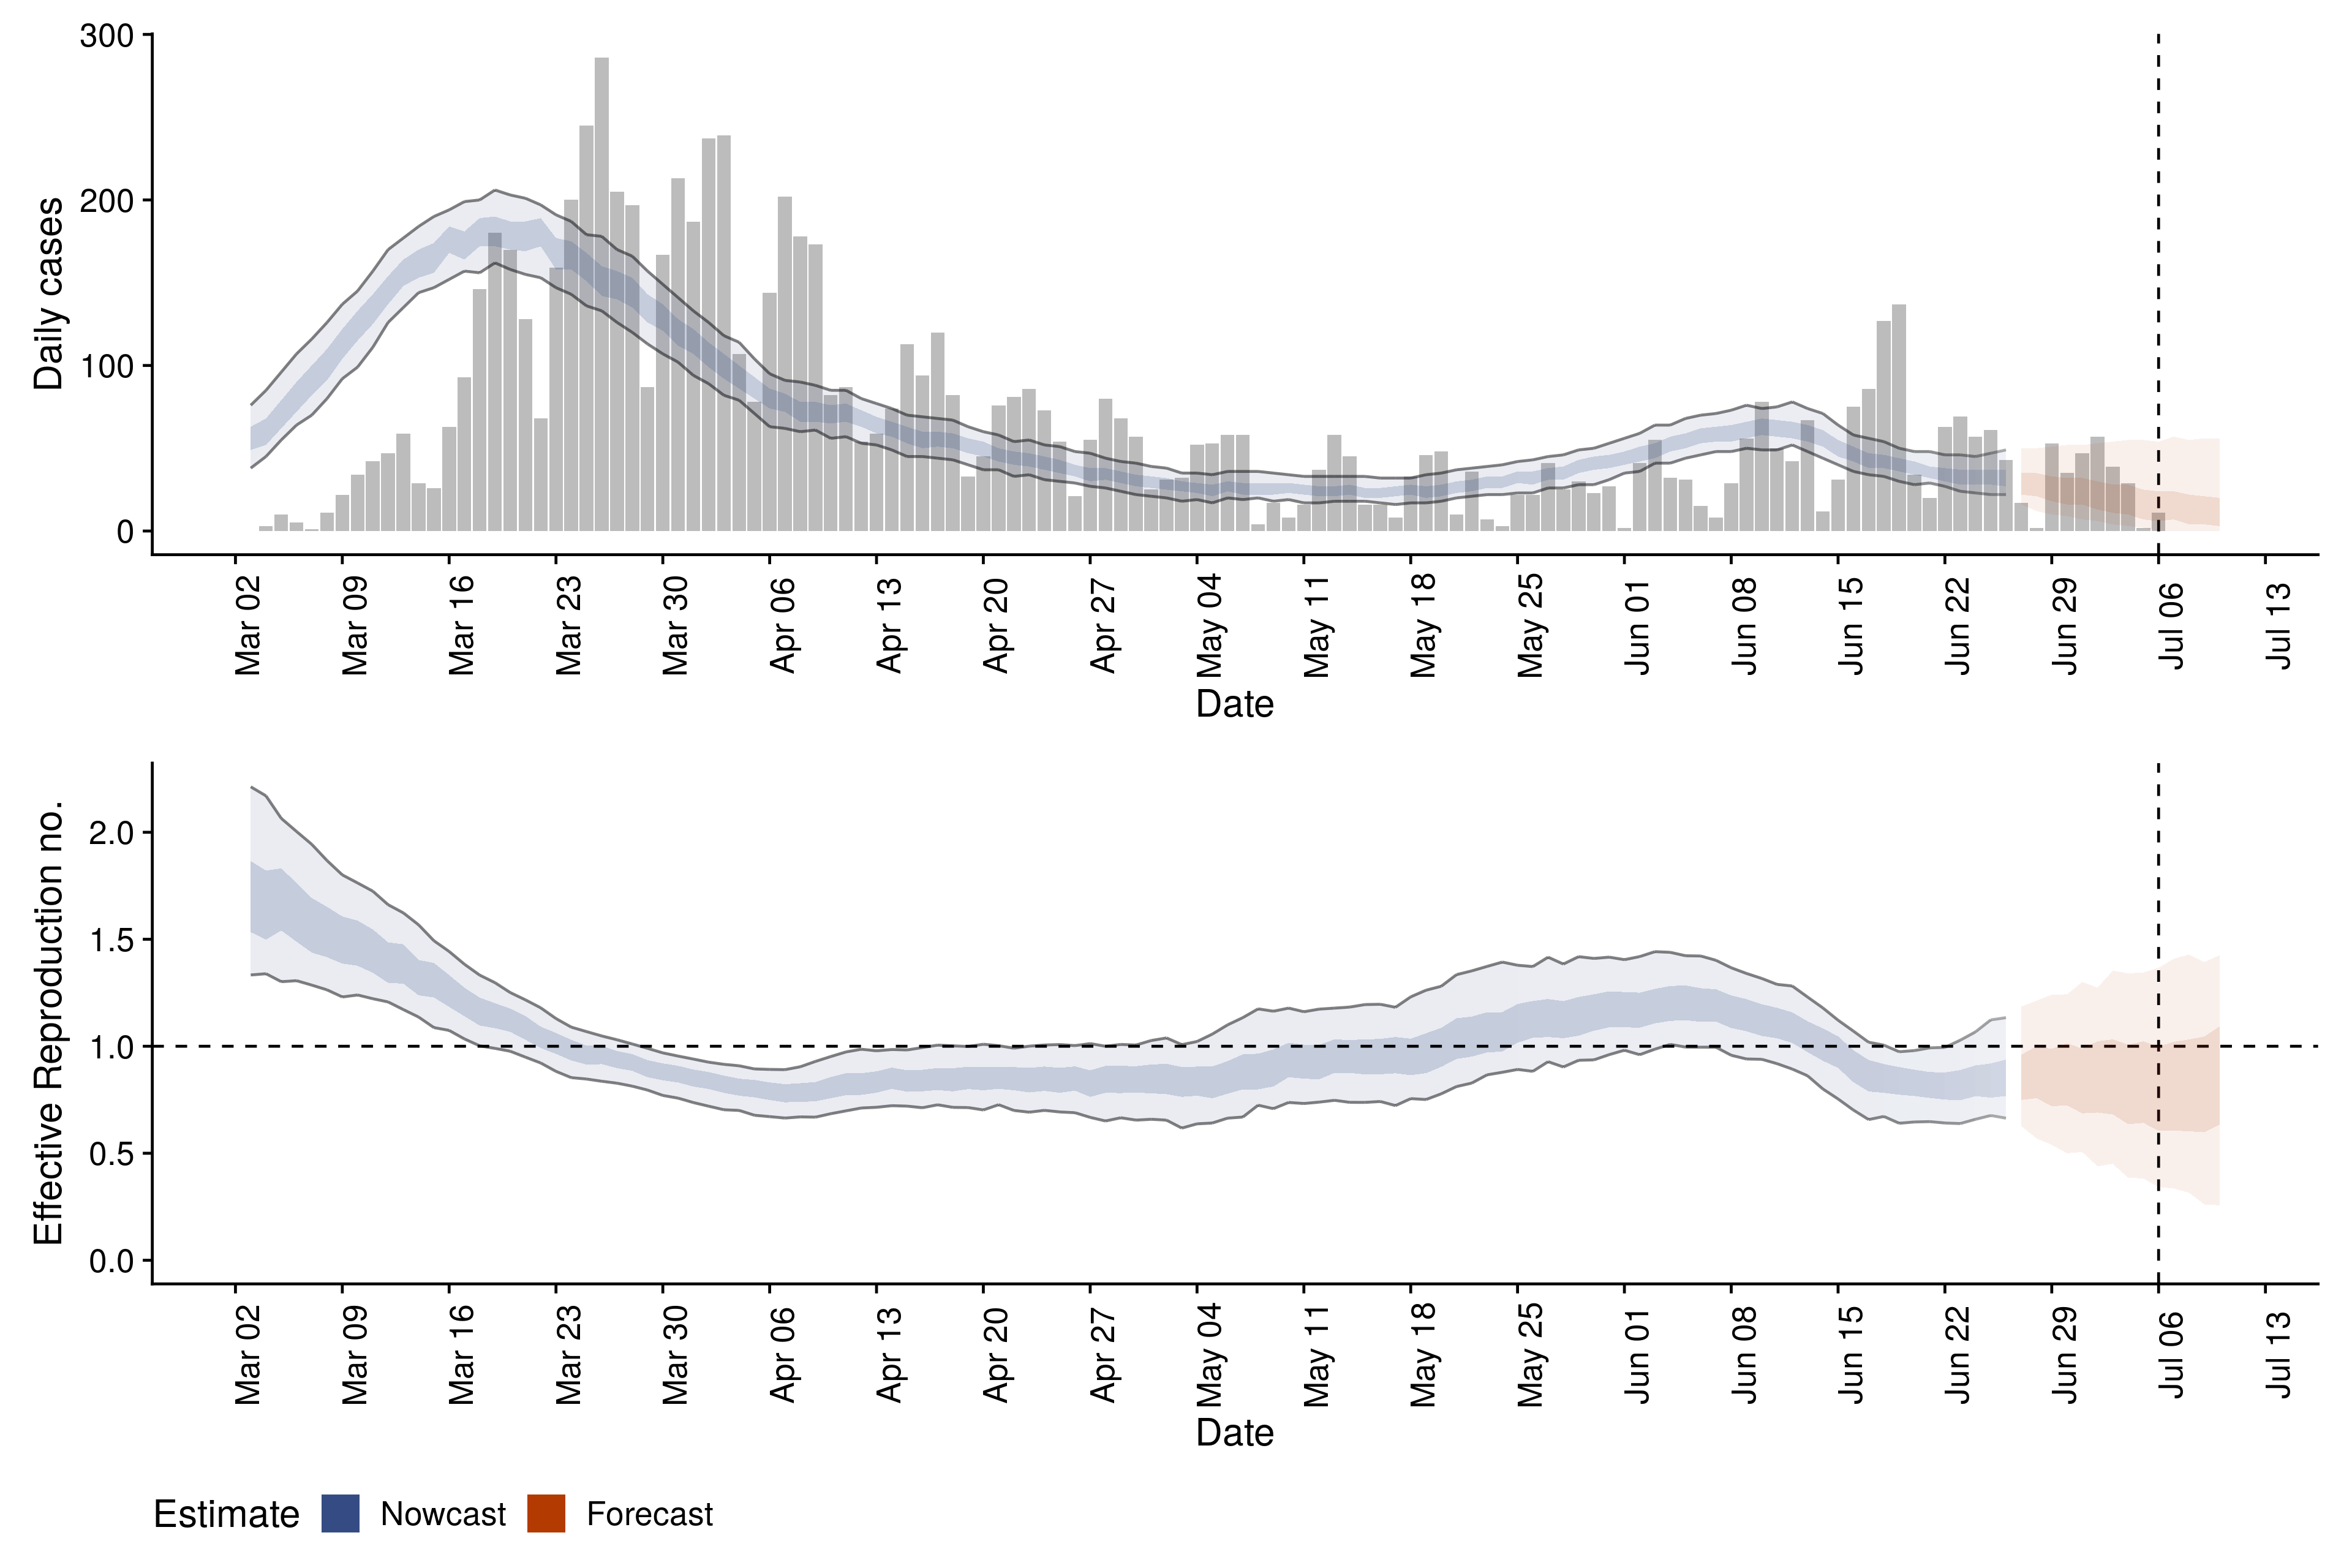 300
200
100
0
Daily cases
Mar 02
Mar 09
Mar 16
Mar 23
Mar 30
Apr 06
Apr 13
Apr 20
Apr 27
May 04
May 11
May 18
May 25
Jun 01
Jun 08
Jun 15
Jun 22
Jun 29
Jul 06
Jul 13
Date
2.0
1.5
1.0
0.5
0.0
Effective Reproduction no.
Mar 02
Mar 09
Mar 16
Mar 23
Mar 30
Apr 06
Apr 13
Apr 20
Apr 27
May 04
May 11
May 18
May 25
Jun 01
Jun 08
Jun 15
Jun 22
Jun 29
Jul 06
Jul 13
Date
Estimate Nowcast Forecast